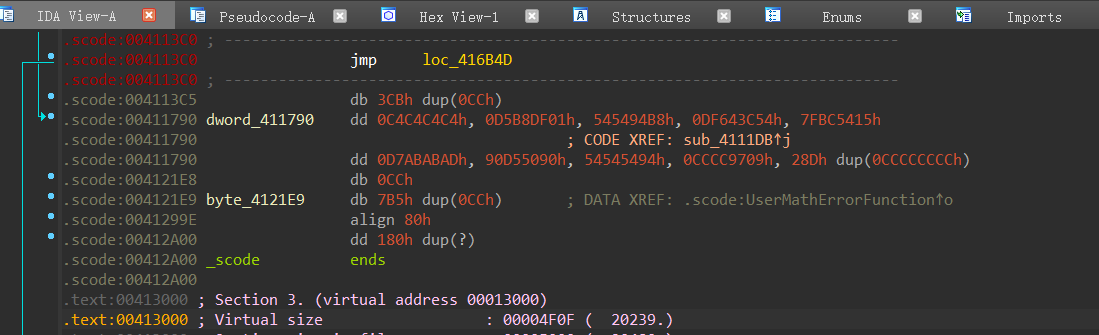 IDA View-A Pseudocode-A Hex View-1 Structures Enums Imports
.scode:004113C0 ; ---------------------------------------------------------------------------
.scode:004113C0 jmp loc_416B4D
.scode:004113C0 ; ---------------------------------------------------------------------------
.scode:004113C5 db 3CBh dup(0CCh)
.scode:00411790 dword_411790 dd 0C4C4C4C4h, 0D5B8DF01h, 545494B8h, 0DF643C54h, 7FBC5415h
.scode:00411790 ; CODE XREF: sub_4111DB↑j
.scode:00411790 dd 0D7ABABADh, 90D55090h, 54545494h, 0CCCC9709h, 28Dh dup(0CCCCCCCCh)
.scode:004121E8 db 0CCh
.scode:004121E9 byte_4121E9 db 7B5h dup(0CCh) ; DATA XREF: .scode:UserMathErrorFunction↑o
.scode:0041299E align 80h
.scode:00412A00 dd 180h dup(?)
.scode:00412A00 _scode ends
.scode:00412A00
.text:00413000 ; Section 3. (virtual address 00013000)
.text:00413000 ; Virtual size : 00004F0F ( 20239.)